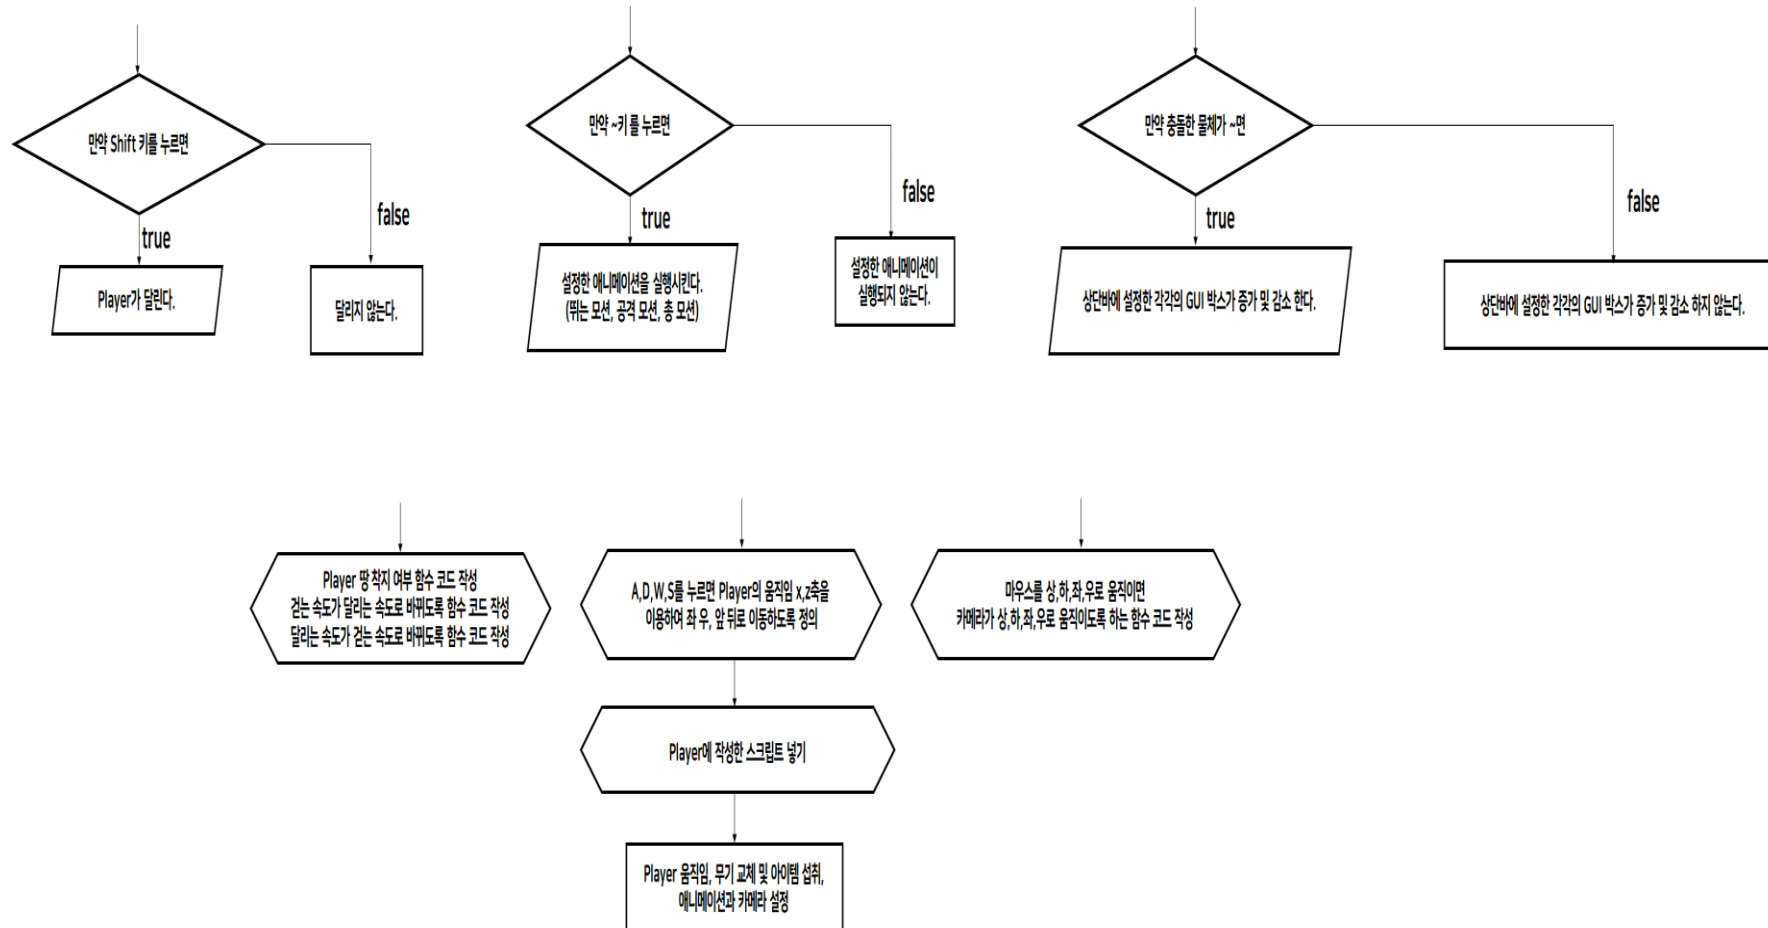 만약 Shift 키를 누르면
true
false
Player가 달린다.
달리지 않는다.
만약 ~키 를 누르면
true
false
설정한 애니메이션을 실행시킨다.
(뛰는 모션, 공격 모션, 총 모션)
설정한 애니메이션이
실행되지 않는다.
만약 충돌한 물체가 ~면
true
false
상단바에 설정한 각각의 GUI 박스가 증가 및 감소 한다.
상단바에 설정한 각각의 GUI 박스가 증가 및 감소 하지 않는다.
Player 땅 착지 여부 함수 코드 작성
걷는 속도가 달리는 속도로 바뀌도록 함수 코드 작성
달리는 속도가 걷는 속도로 바뀌도록 함수 코드 작성
A,D,W,S를 누르면 Player의 움직임 x,z축을
이용하여 좌 우, 앞 뒤로 이동하도록 정의
마우스를 상,하,좌,우로 움직이면
카메라가 상,하,좌,우로 움직이도록 하는 함수 코드 작성
Player에 작성한 스크립트 넣기
Player 움직임, 무기 교체 및 아이템 섭취,
애니메이션과 카메라 설정